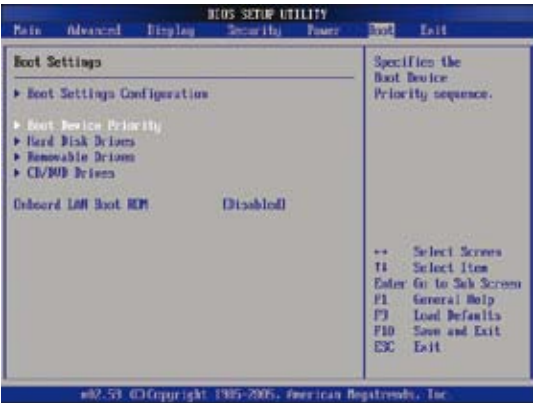 BIOS SETUP UTILITY
Main Advanced Display Security Power Boot Exit
Boot Settings
Specifies the
Boot Device
Priority sequence.
▶ Boot Settings Configuration
▶ Boot Device Priority
▶ Hard Disk Drives
▶ Removable Drives
▶ CD/DVD Drives
Onboard LAN Boot ROM [Disabled]
↔ Select Screen
↑↓ Select Item
Enter Go to Sub Screen
F1 General Help
F9 Load Defaults
F10 Save and Exit
ESC Exit
v02.59 (C)Copyright 1985-2005, American Megatrends, Inc.